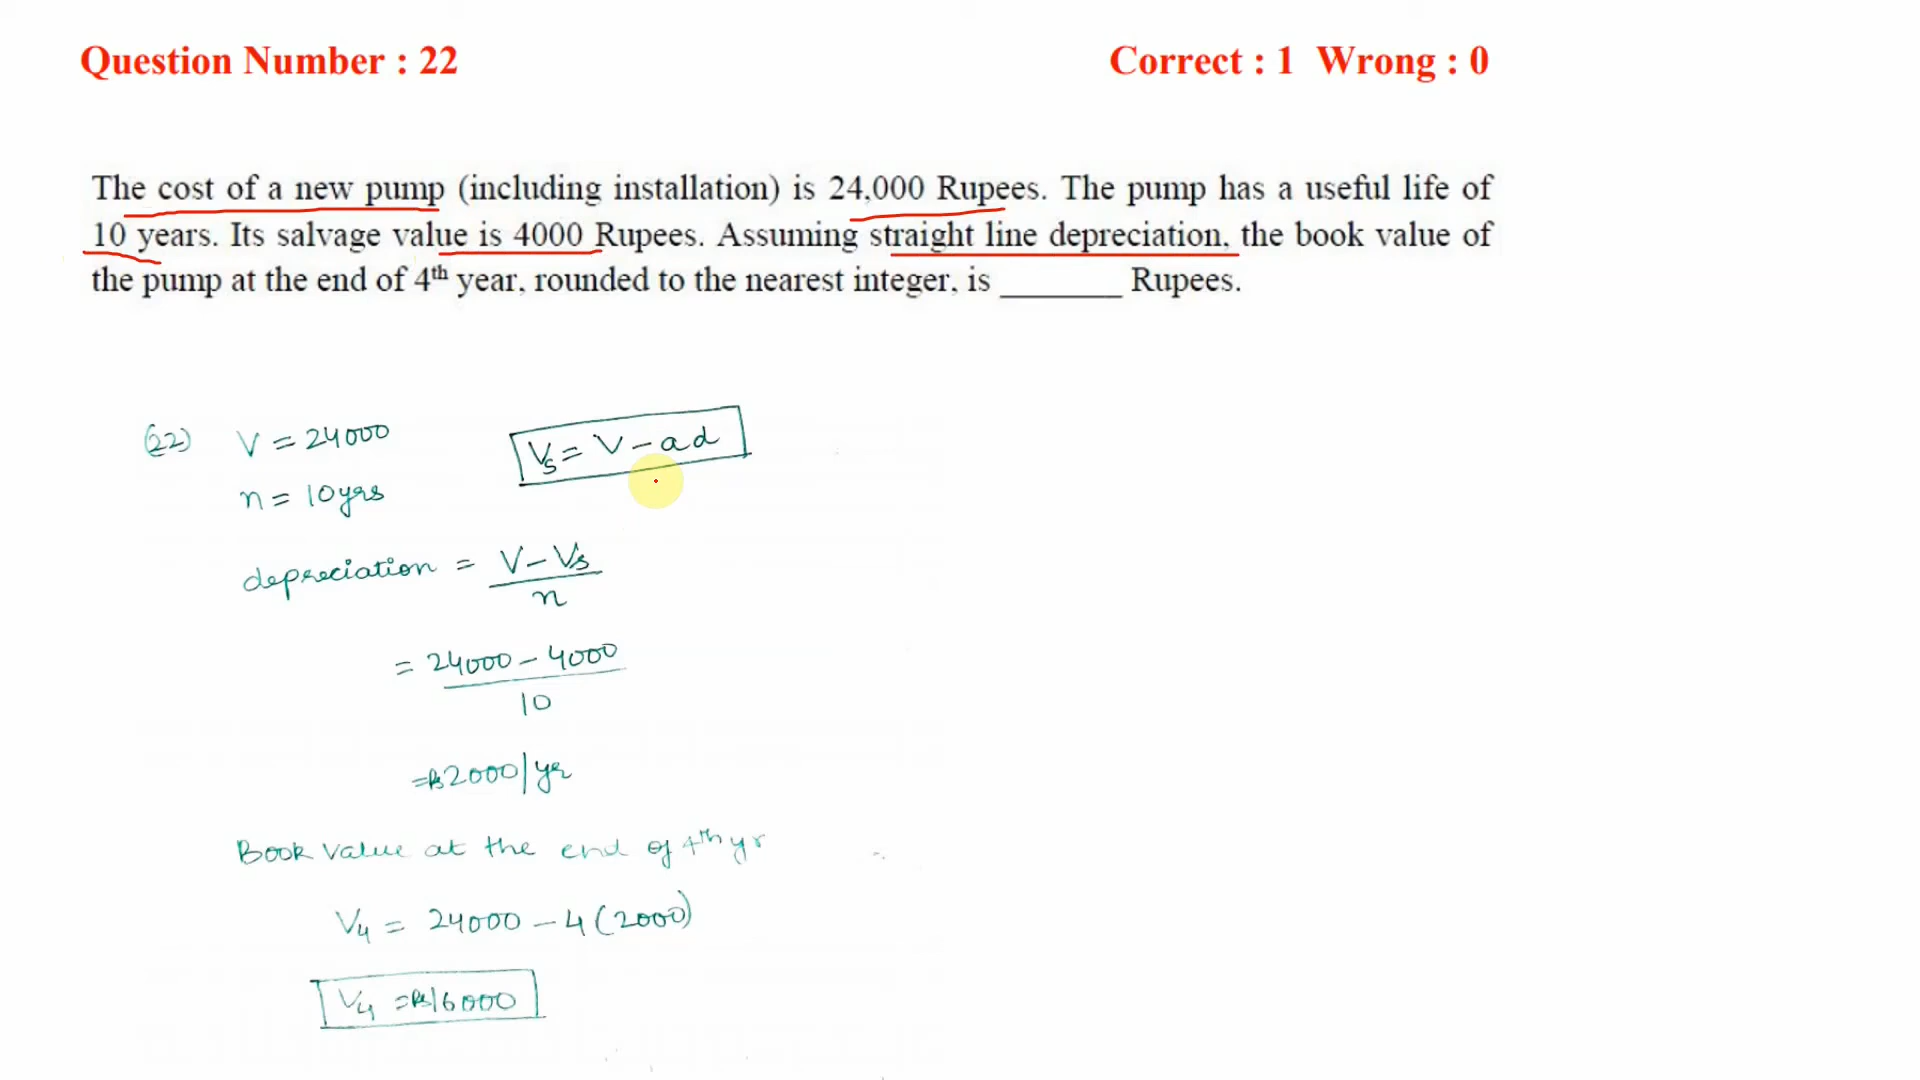 Question Number : 22
Correct : 1 Wrong : 0
The cost of a new pump (including installation) is 24,000 Rupees. The pump has a useful life of
10 years. Its salvage value is 4000 Rupees. Assuming straight line depreciation, the book value of
the pump at the end of 4th year, rounded to the nearest integer, is ________ Rupees.
(22) V = 24000
Vs = V - ad
n = 10yrs
depreciation = V - Vs
n
= 24000 - 4000
10
= Rs 2000/yr
Book value at the end of 4th yr
V4 = 24000 - 4(2000)
V4 = Rs 16000